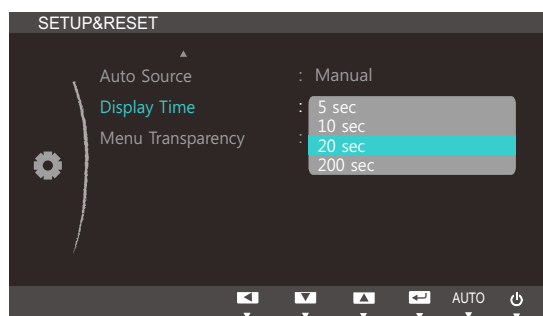 SETUP&RESET
Auto Source : Manual
Display Time : 5 sec
10 sec
20 sec
200 sec
Menu Transparency :
AUTO